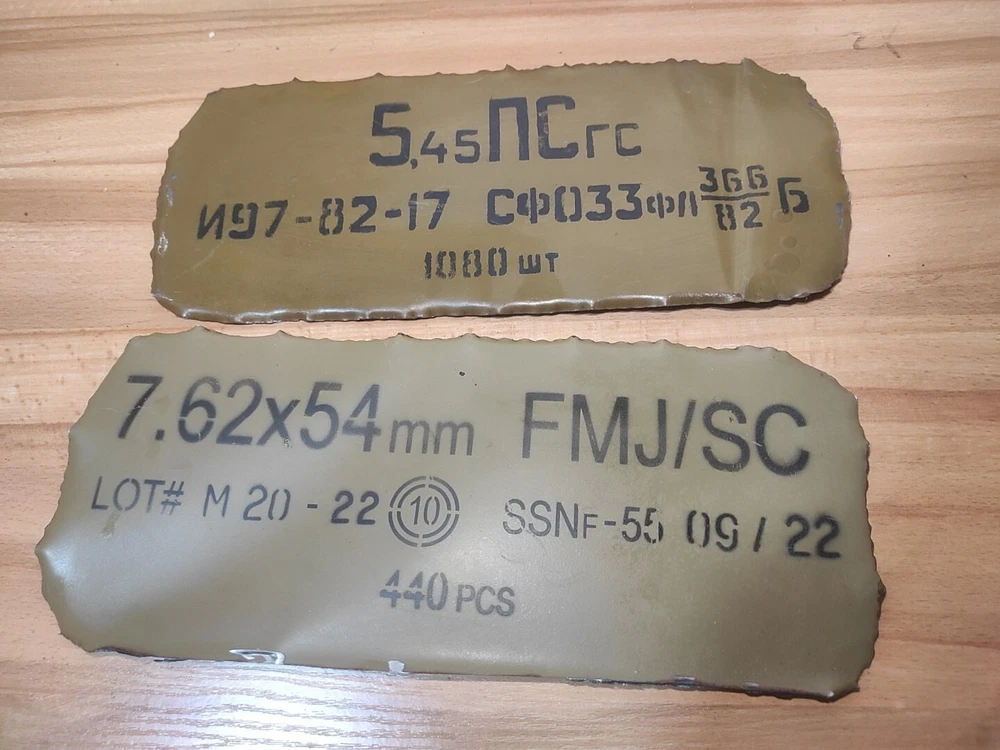 5,45ПСГС
И97-82-17 СФ033ФЛ 366/82 Б
1080 ШТ
7.62x54mm FMJ/SC
LOT# M 20 - 22 10 SSNF-55 09 / 22
440 PCS